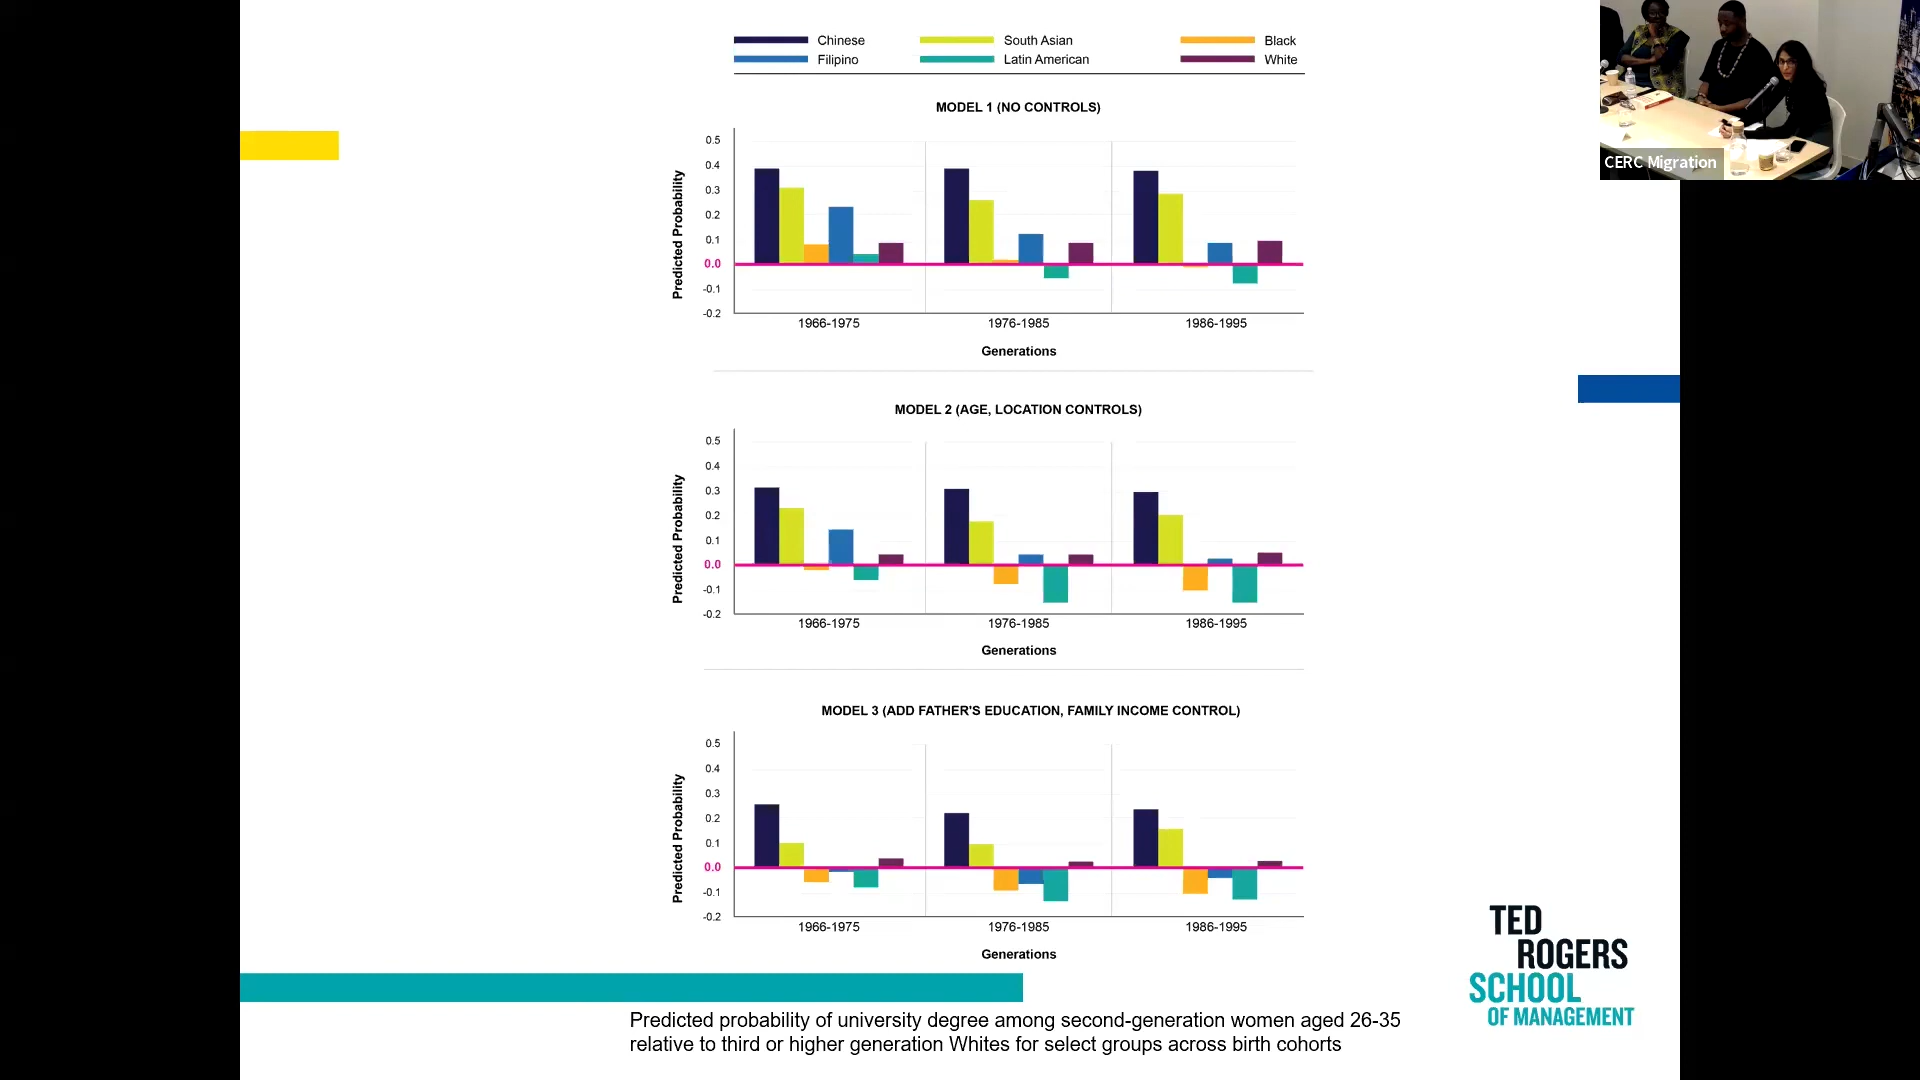 Chinese South Asian Black
Filipino Latin American White
MODEL 1 (NO CONTROLS)
Predicted Probability
0.5
0.4
0.3
0.2
0.1
0.0
-0.1
-0.2
1966-1975 1976-1985 1986-1995
Generations
MODEL 2 (AGE, LOCATION CONTROLS)
Predicted Probability
0.5
0.4
0.3
0.2
0.1
0.0
-0.1
-0.2
1966-1975 1976-1985 1986-1995
Generations
MODEL 3 (ADD FATHER'S EDUCATION, FAMILY INCOME CONTROL)
Predicted Probability
0.5
0.4
0.3
0.2
0.1
0.0
-0.1
-0.2
1966-1975 1976-1985 1986-1995
Generations
Predicted probability of university degree among second-generation women aged 26-35
relative to third or higher generation Whites for select groups across birth cohorts
TED
ROGERS
SCHOOL
OF MANAGEMENT
CERC Migration